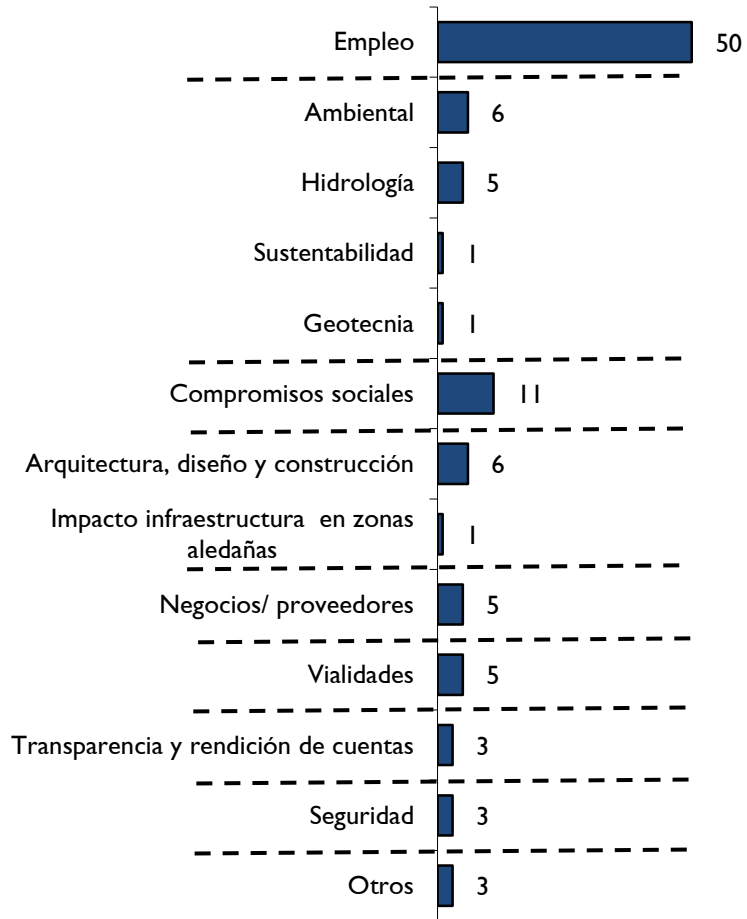 Empleo 50
Ambiental 6
Hidrología 5
Sustentabilidad 1
Geotecnia 1
Compromisos sociales 11
Arquitectura, diseño y construcción 6
Impacto infraestructura en zonas
aledañas 1
Negocios/ proveedores 5
Vialidades 5
Transparencia y rendición de cuentas 3
Seguridad 3
Otros 3